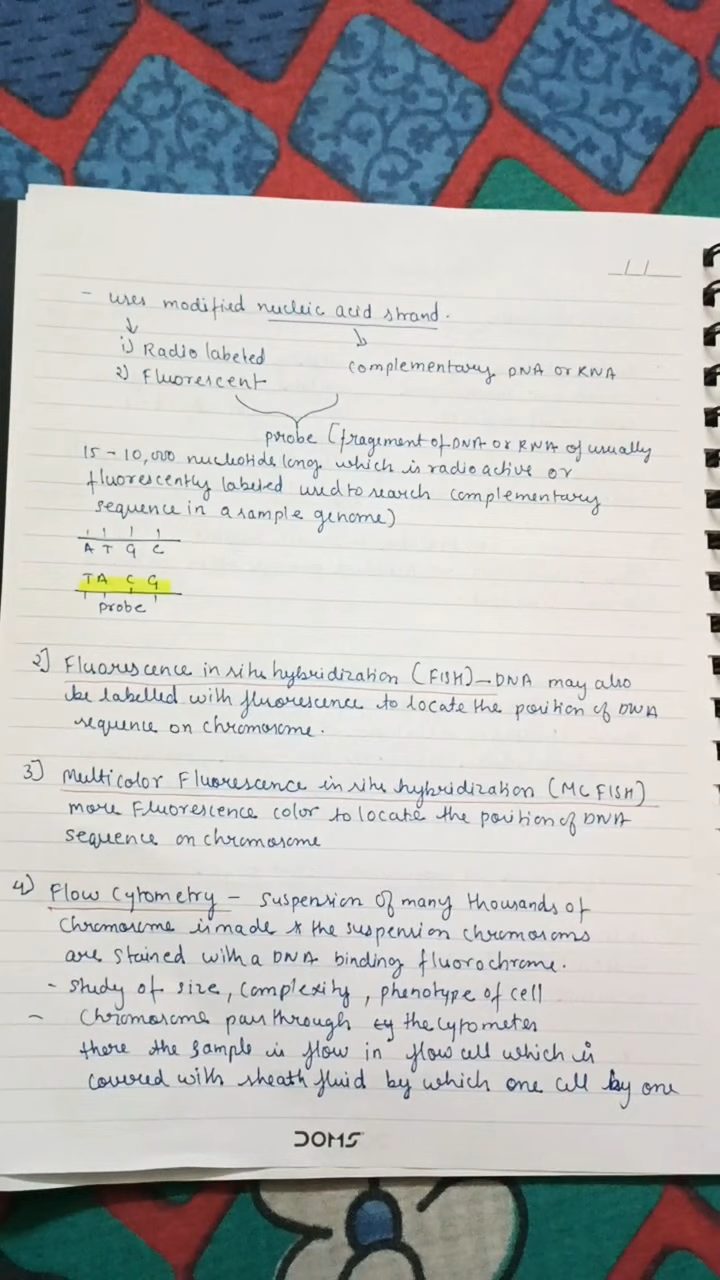 - uses modified nucleic acid strand.
1) Radio labeled
complementary DNA or RNA
2) Fluorescent
probe (fragement of DNA or RNA of usually
15 - 10,000 nucleotide long which is radioactive or
fluorescently labeled used to search complementary
sequence in a sample genome)
A T G C
T A C G
probe
2] Fluorescence in situ hybridization (FISH) - DNA may also
be labelled with fluorescence to locate the position of DNA
sequence on chromosome.
3] Multicolor Fluorescence in situ hybridization (MC FISH)
more Fluorescence color to locate the position of DNA
sequence on chromosome
4) Flow Cytometry - suspension of many thousands of
chromosome is made & the suspension chromosoms
are stained with a DNA binding fluorochrome.
- study of size, complexity, phenotype of cell
- Chromosome pass through the cytometer
there the sample is flow in flow cell which is
covered with sheath fluid by which one cell by one
DOMS